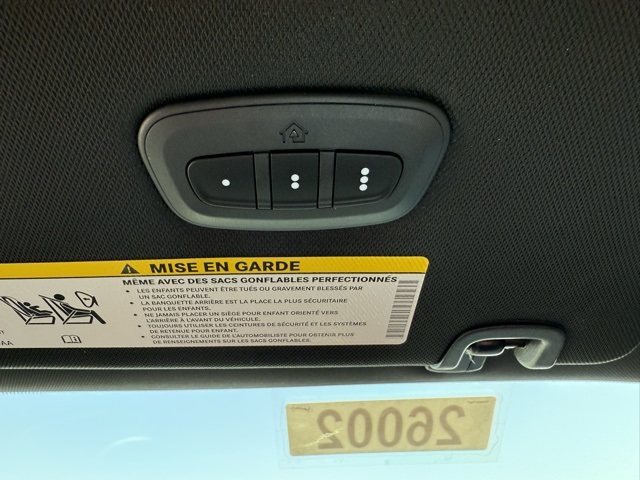 MISE EN GARDE
MÊME AVEC DES SACS GONFLABLES PERFECTIONNÉS
• LES ENFANTS PEUVENT ÊTRE TUÉS OU GRAVEMENT BLESSÉS PAR
UN SAC GONFLABLE.
• LA BANQUETTE ARRIÈRE EST LA PLACE LA PLUS SÉCURITAIRE
POUR LES ENFANTS.
• NE JAMAIS PLACER UN SIÈGE POUR ENFANT ORIENTÉ VERS
L'ARRIÈRE À L'AVANT DU VÉHICULE.
• TOUJOURS UTILISER LES CEINTURES DE SÉCURITÉ ET LES SYSTÈMES
DE RETENUE POUR ENFANT.
• CONSULTER LE GUIDE DE L'AUTOMOBILISTE POUR OBTENIR PLUS
DE RENSEIGNEMENTS SUR LES SACS GONFLABLES.
AA
26002